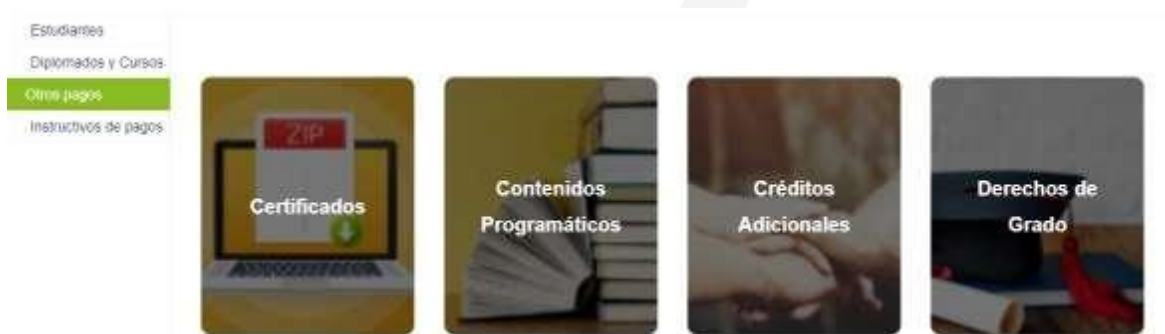 Estudiantes
Diplomados y Cursos
Otros pagos
Instructivos de pagos
ZIP
Certificados
Contenidos
Programáticos
Créditos
Adicionales
Derechos de
Grado